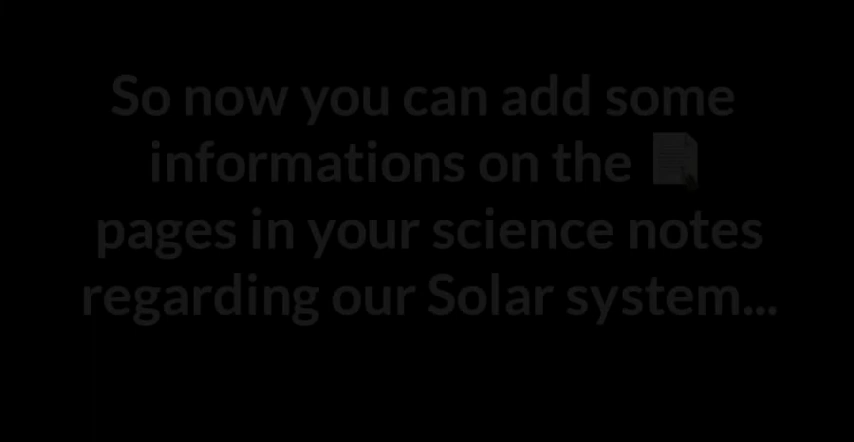 So now you can add some
informations on the
pages in your science notes
regarding our Solar system...